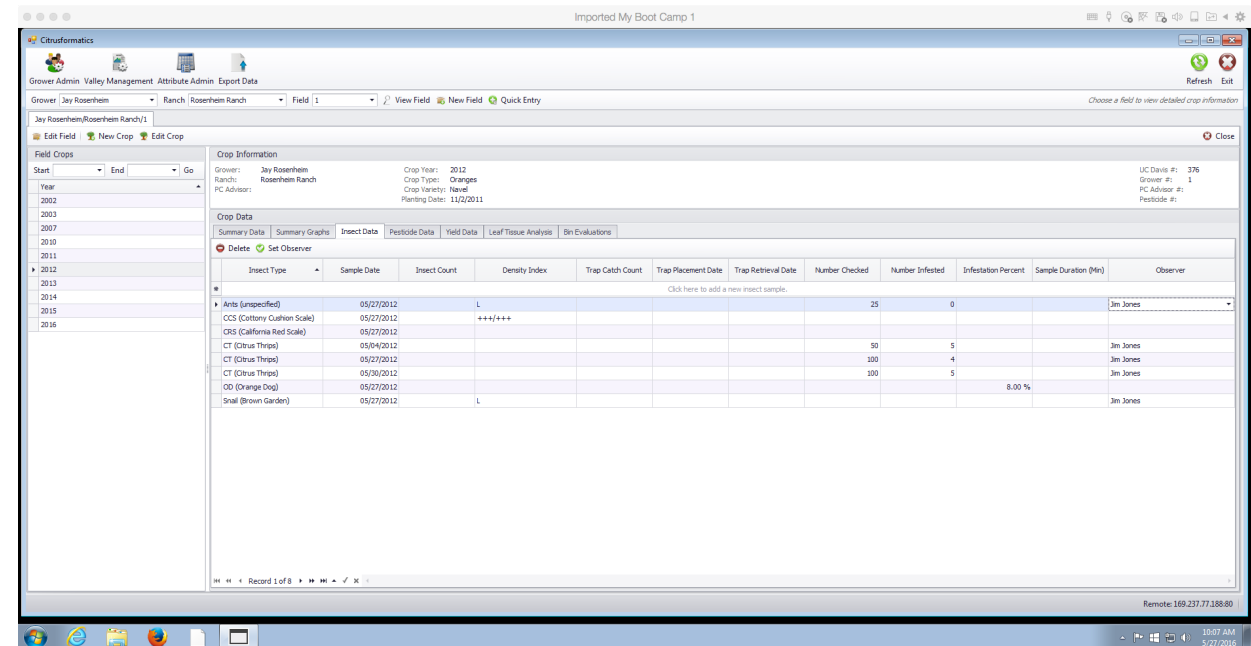 Imported My Boot Camp 1
Citrusformatics
Grower Admin Valley Management Attribute Admin Export Data
Refresh Exit
Grower Jay Rosenheim Ranch Rosenheim Ranch Field 1 View Field New Field Quick Entry Choose a field to view detailed crop information
Jay Rosenheim/Rosenheim Ranch/1
Edit Field New Crop Edit Crop Close
Field Crops
Start End Go
Year
2002
2003
2007
2010
2011
2012
2013
2014
2015
2016
Crop Information
Grower: Jay Rosenheim Crop Year: 2012 UC Davis #: 376
Ranch: Rosenheim Ranch Crop Type: Oranges Grower #: 1
PC Advisor: Crop Variety: Navel PC Advisor #:
Planting Date: 11/2/2011 Pesticide #:
Crop Data
Summary Data Summary Graphs Insect Data Pesticide Data Yield Data Leaf Tissue Analysis Bin Evaluations
Delete Set Observer
Insect Type Sample Date Insect Count Density Index Trap Catch Count Trap Placement Date Trap Retrieval Date Number Checked Number Infested Infestation Percent Sample Duration (Min) Observer
Click here to add a new insect sample.
Ants (unspecified) 05/27/2012 L 25 0 Jim Jones
CCS (Cottony Cushion Scale) 05/27/2012 +++/+++
CRS (California Red Scale) 05/27/2012
CT (Citrus Thrips) 05/04/2012 50 5 Jim Jones
CT (Citrus Thrips) 05/27/2012 100 4 Jim Jones
CT (Citrus Thrips) 05/30/2012 100 5 Jim Jones
OD (Orange Dog) 05/27/2012 8.00 %
Snail (Brown Garden) 05/27/2012 L Jim Jones
Record 1 of 8
Remote: 169.237.77.188:80
10:07 AM
5/27/2016